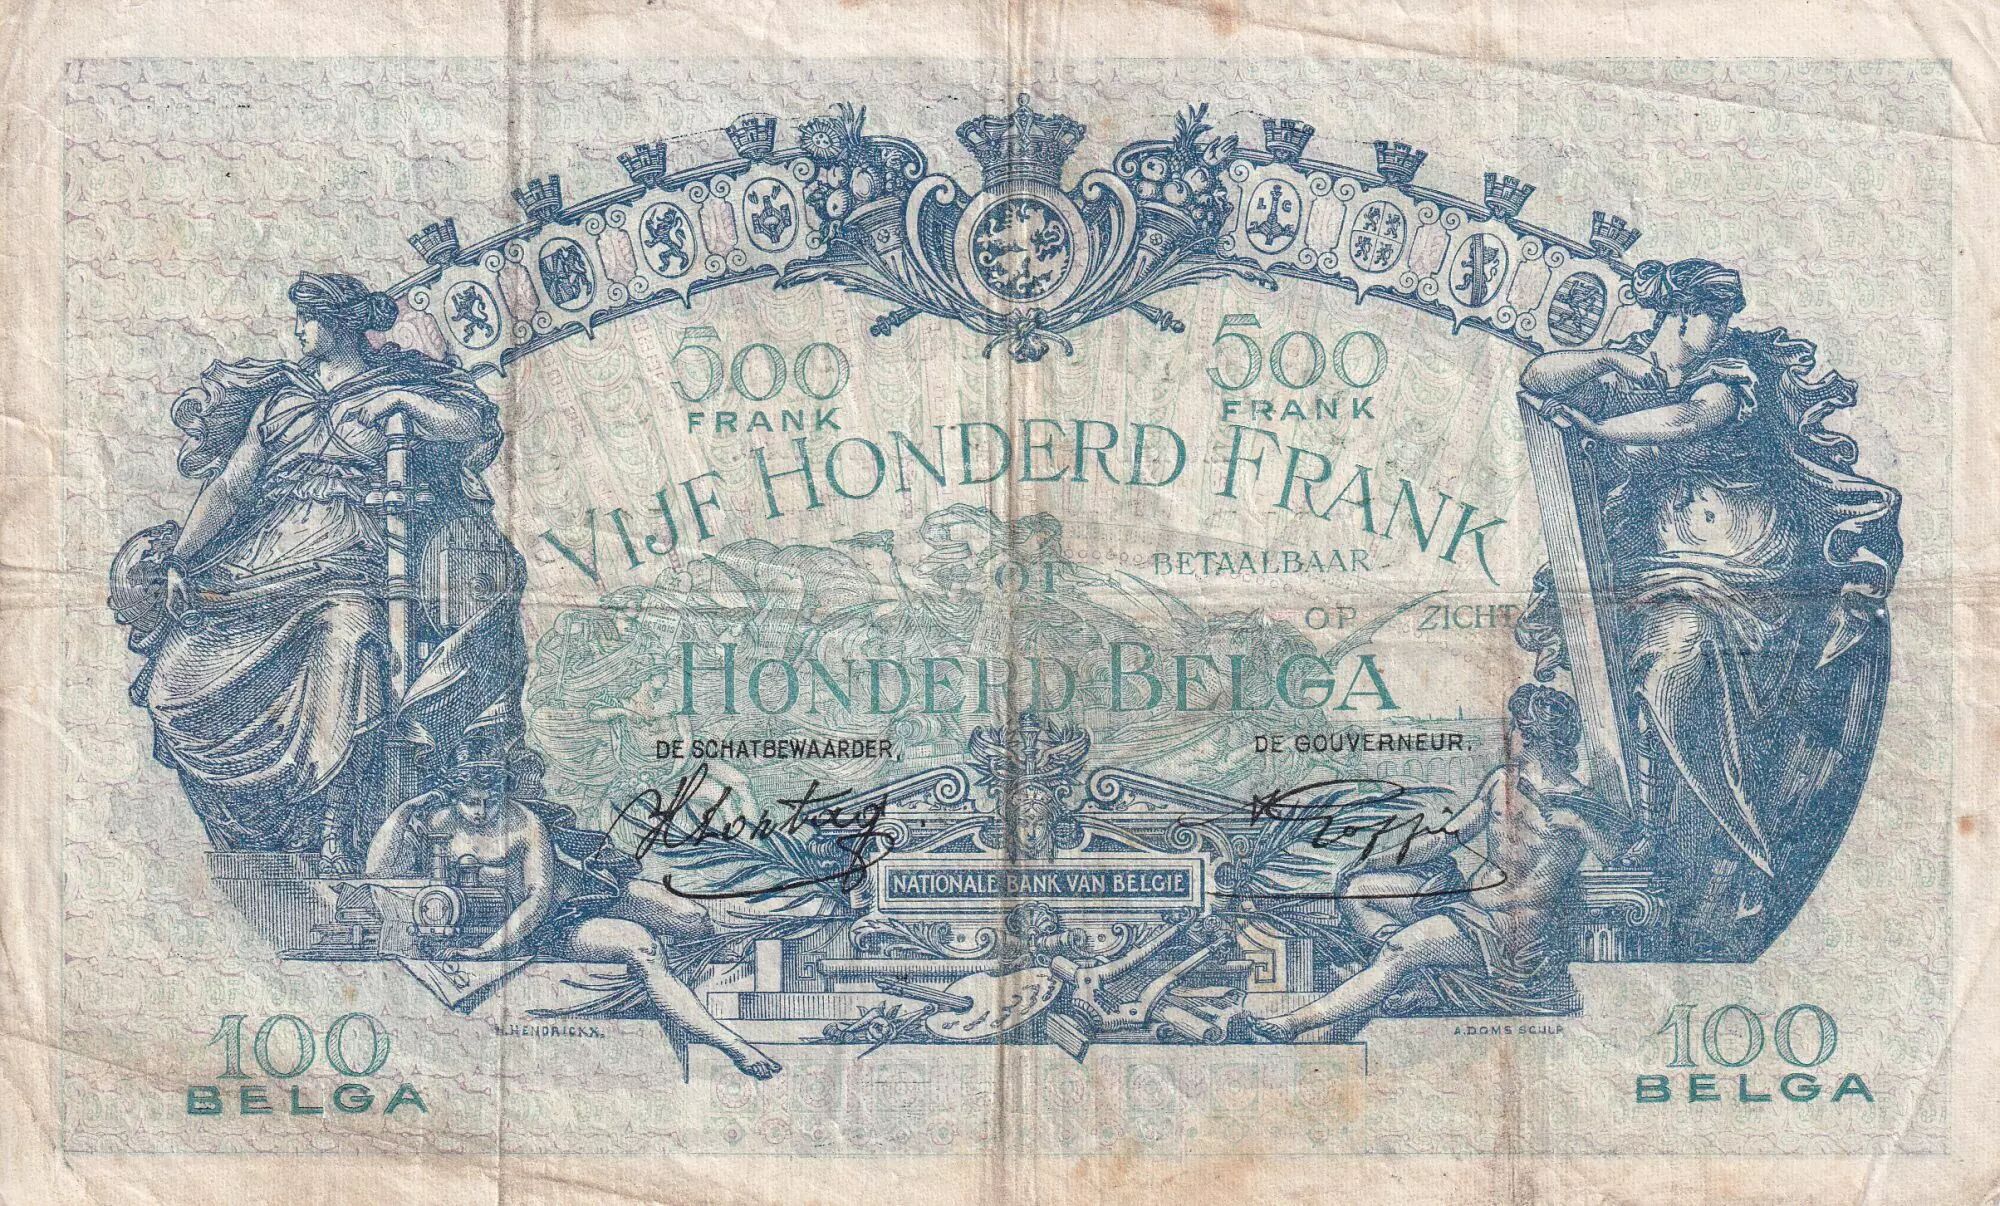 L G
500 500
FRANK FRANK
VIJF HONDERD FRANK
OF BETAALBAAR
OP ZICHT
HONDERD BELGA
DE SCHATBEWAARDER, DE GOUVERNEUR.
NATIONALE BANK VAN BELGIE
HENDRICKX. A. DOMS SCULP
100 100
BELGA BELGA